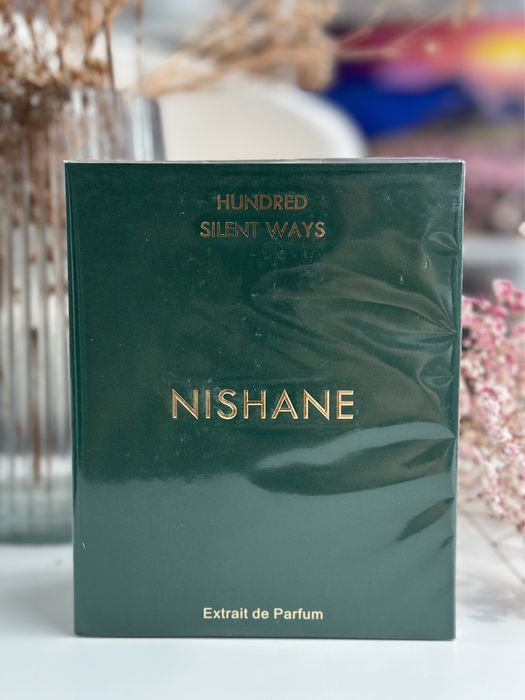 HUNDRED
SILENT WAYS
NISHANE
Extrait de Parfum